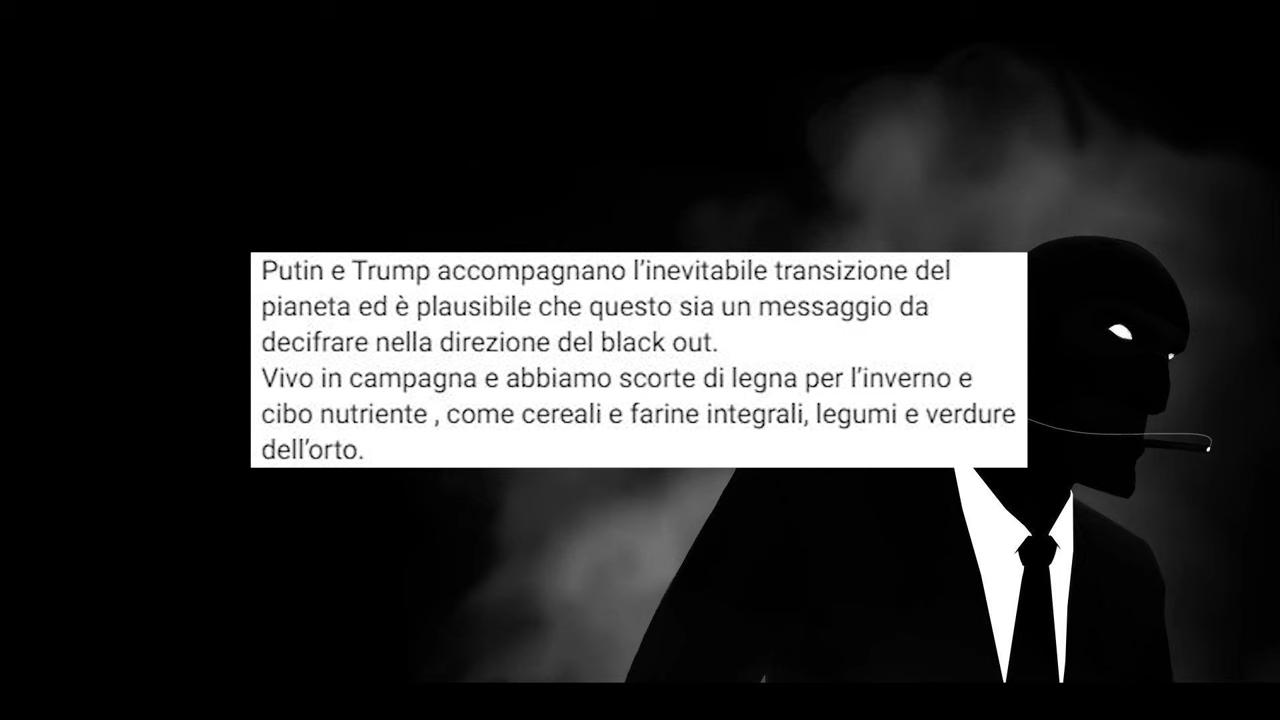 Putin e Trump accompagnano l'inevitabile transizione del
pianeta ed è plausibile che questo sia un messaggio da
decifrare nella direzione del black out.
Vivo in campagna e abbiamo scorte di legna per l'inverno e
cibo nutriente , come cereali e farine integrali, legumi e verdure
dell'orto.